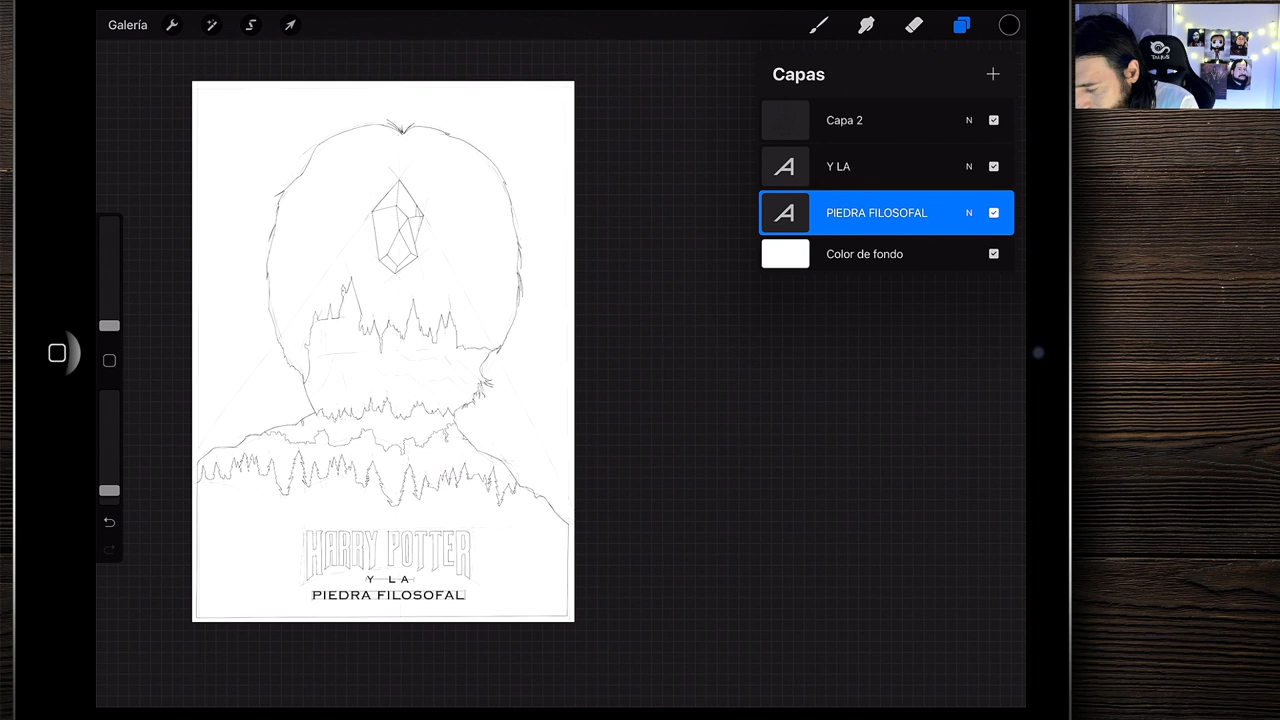 Galería
Capas
Capa 2
N
Y LA
N
PIEDRA FILOSOFAL
N
Color de fondo
HARRY POTTER
Y LA
PIEDRA FILOSOFAL